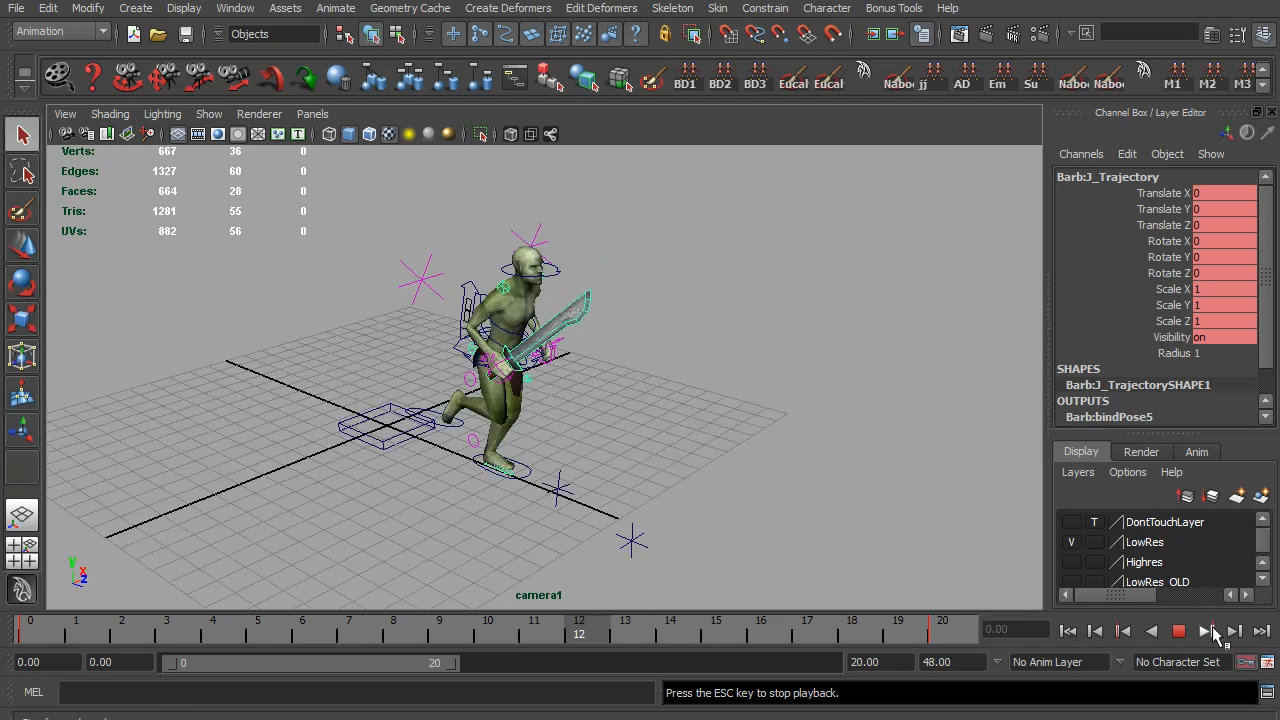 File Edit Modify Create Display Window Assets Animate Geometry Cache Create Deformers Edit Deformers Skeleton Skin Constrain Character Bonus Tools Help
Animation Objects
BD1 BD2 BD3 Eucal Eucal Naboo jj AD Em Su Naboo Naboo M1 M2 M3
View Shading Lighting Show Renderer Panels
Channel Box / Layer Editor
Channels Edit Object Show
Verts: 667 36 0
Edges: 1327 60 0
Faces: 664 28 0
Tris: 1281 55 0
UVs: 882 56 0
Barb:J_Trajectory
Translate X 0
Translate Y 0
Translate Z 0
Rotate X 0
Rotate Y 0
Rotate Z 0
Scale X 1
Scale Y 1
Scale Z 1
Visibility on
Radius 1
SHAPES
Barb:J_TrajectorySHAPE1
OUTPUTS
Barb:bindPose5
Display Render Anim
Layers Options Help
T DontTouchLayer
V LowRes
Highres
LowRes_OLD
Y X Z
camera1
0 1 2 3 4 5 6 7 8 9 10 11 12 13 14 15 16 17 18 19 20
12
0.00
0.00 0.00 0 20 20.00 48.00 No Anim Layer No Character Set
MEL Press the ESC key to stop playback.